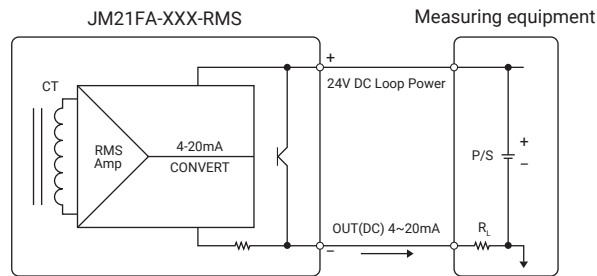 JM21FA-XXX-RMS
Measuring equipment
CT
RMS
Amp
4-20mA
CONVERT
+
24V DC Loop Power
P/S
+
−
OUT(DC) 4~20mA
−
RL